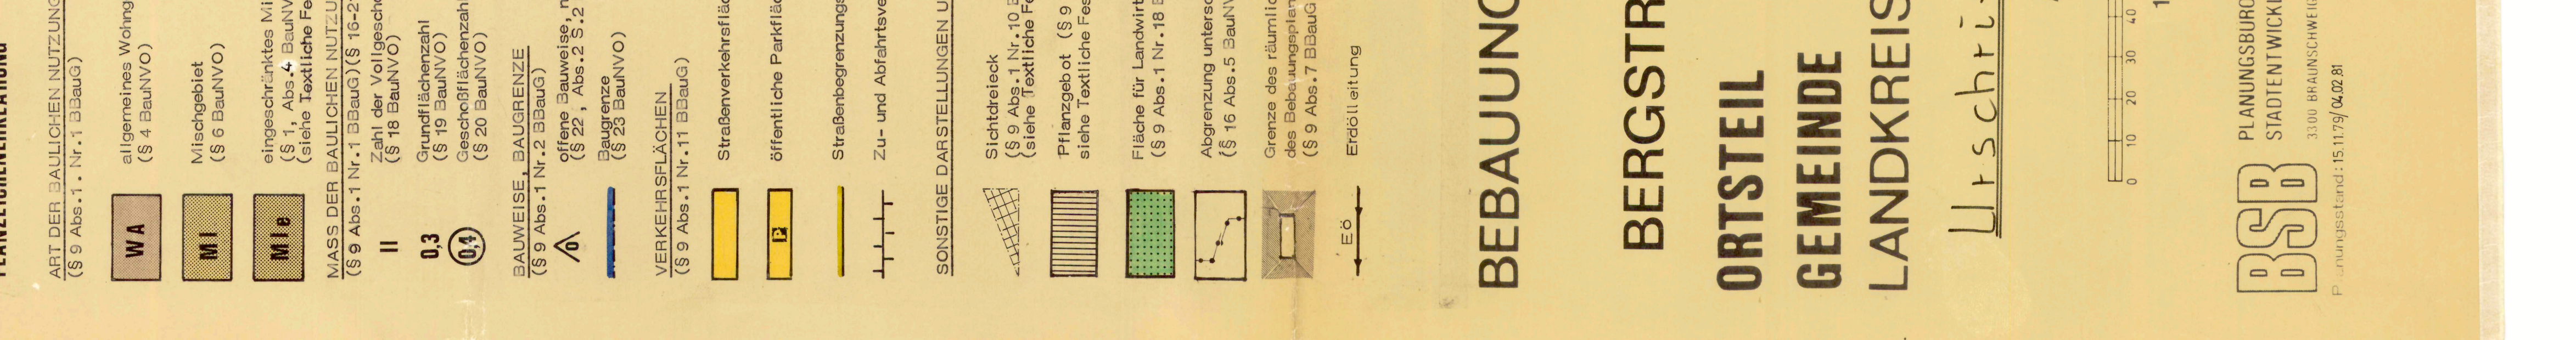 ART DER BAULICHEN NUTZUNG
(§ 9 Abs.1. Nr.1 BBauG)
WA
allgemeines Wohng
(§ 4 BauNVO)
MI
Mischgebiet
(§ 6 BauNVO)
MIe
eingeschränktes Mi
(§ 1, Abs.4 BauNV
(siehe Textliche Fe
MASS DER BAULICHEN NUTZU
(§ 9 Abs.1 Nr.1 BBauG)(§ 16-2
II
Zahl der Vollgesch
(§ 18 BauNVO)
0,3
Grundflächenzahl
(§ 19 BauNVO)
0,4
Geschoßflächenzahl
(§ 20 BauNVO)
BAUWEISE, BAUGRENZE
(§ 9 Abs.1 Nr.2 BBauG)
o
offene Bauweise, n
(§ 22, Abs.2 S.2
Baugrenze
(§ 23 BauNVO)
VERKEHRSFLÄCHEN
(§ 9 Abs.1 Nr.11 BBauG)
Straßenverkehrsfläc
P
öffentliche Parkfläc
Straßenbegrenzungs
Zu- und Abfahrtsve
SONSTIGE DARSTELLUNGEN U
Sichtdreieck
(§ 9 Abs.1 Nr.10 B
(siehe Textliche Fe
Pflanzgebot (§ 9
siehe Textliche Fes
Fläche für Landwirt
(§ 9 Abs.1 Nr.18 B
Abgrenzung untersc
(§ 16 Abs.5 BauNV
Grenze des räumlic
des Bebauungsplan
(§ 9 Abs.7 BBauG
EÖ
Erdölleitung
BEBAUUNG
BERGSTR
ORTSTEIL
GEMEINDE
LANDKREIS
Urschri
0 10 20 30 40
BSB
PLANUNGSBURO
STADTENTWICKL
3300 BRAUNSCHWEIG
Planungsstand: 15.11.79/04.02.81